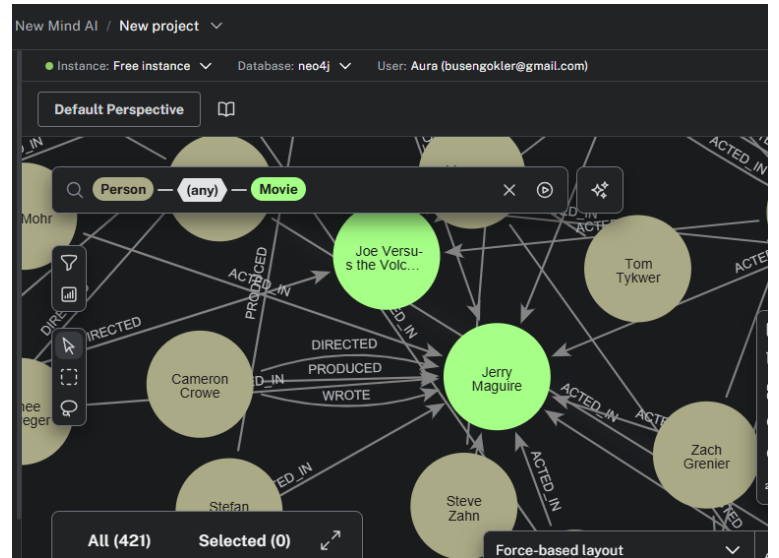 New Mind AI / New project
Instance: Free instance Database: neo4j User: Aura (busengokler@gmail.com)
Default Perspective
Person (any) Movie
ACTED_IN
Mohr
ACTED_IN
Joe Versu-
s the Volc...
Tom
Tykwer
ACTED_IN
PRODUCED
DIRECTED
DIRECTED
PRODUCED
WROTE
Cameron
Crowe
Jerry
Maguire
ACTED_IN
Zach
Grenier
ACTED_IN
Stefan
Steve
Zahn
All (421) Selected (0)
Force-based layout